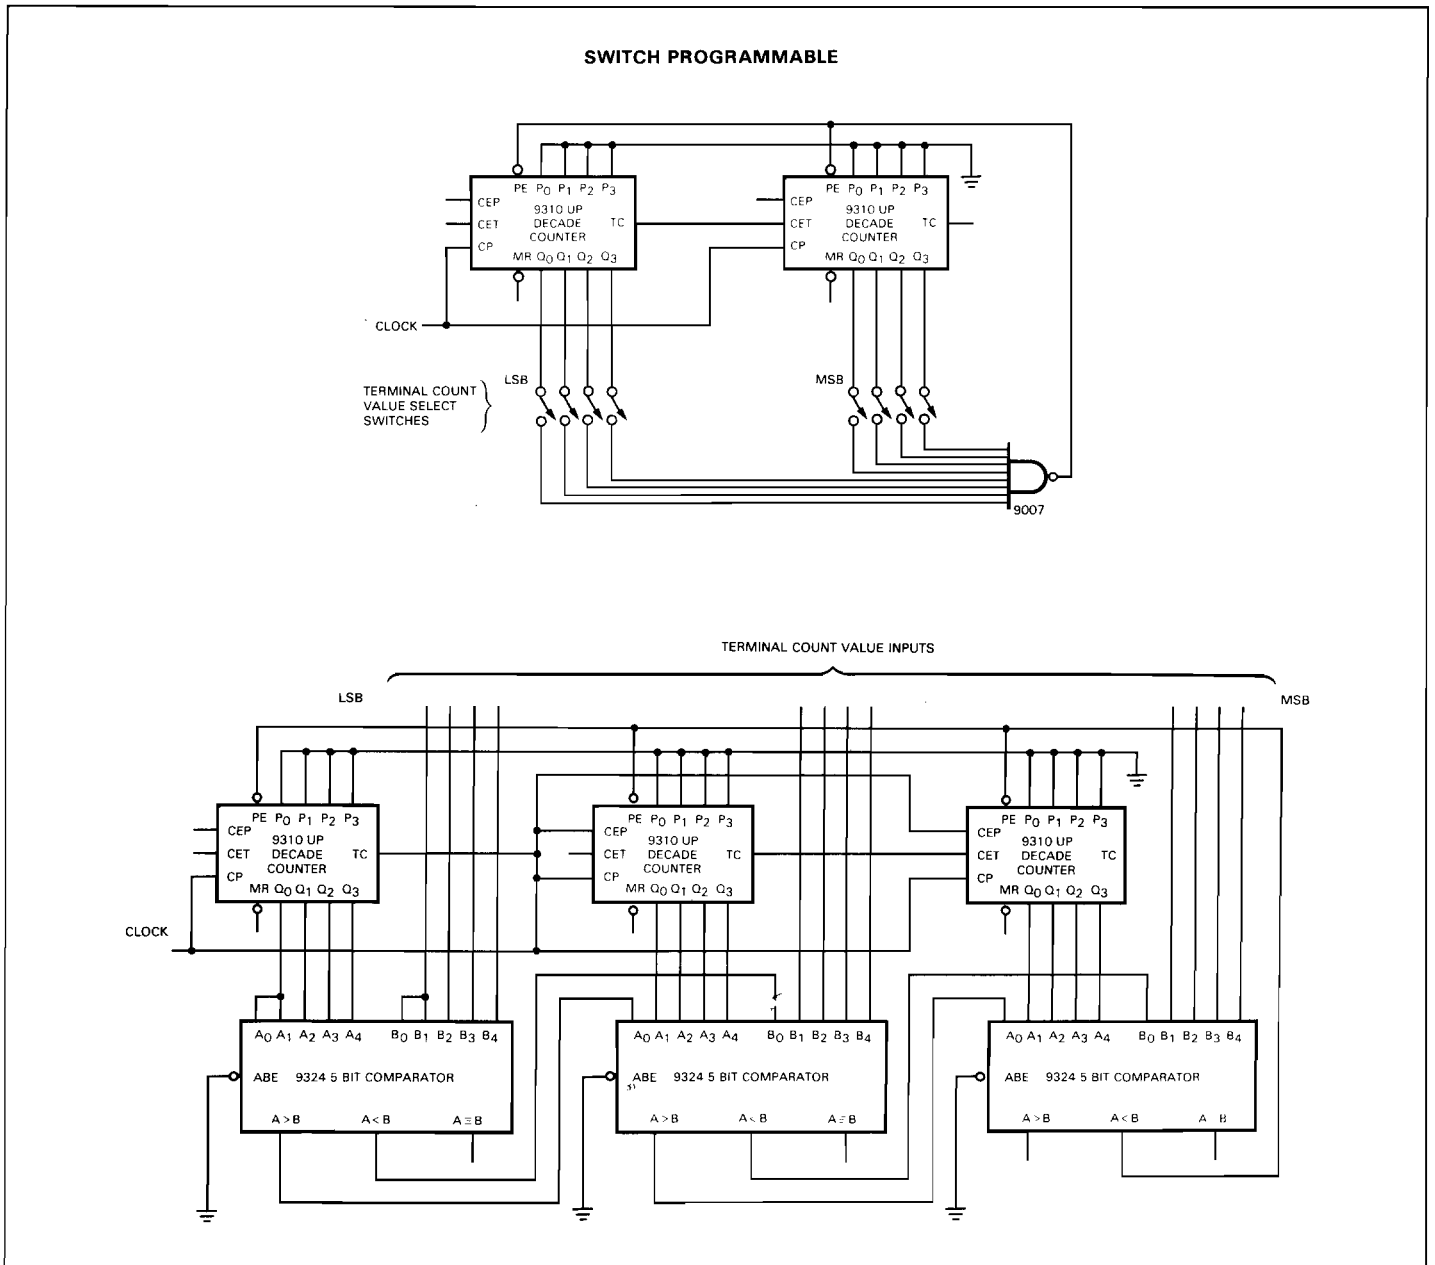 SWITCH PROGRAMMABLE
PE P0 P1 P2 P3
CEP 9310 UP
CET DECADE TC
CP COUNTER
MR Q0 Q1 Q2 Q3
PE P0 P1 P2 P3
CEP 9310 UP
CET DECADE TC
CP COUNTER
MR Q0 Q1 Q2 Q3
CLOCK
LSB
MSB
TERMINAL COUNT
VALUE SELECT
SWITCHES
9007
TERMINAL COUNT VALUE INPUTS
LSB
MSB
PE P0 P1 P2 P3
CEP 9310 UP
CET DECADE TC
CP COUNTER
MR Q0 Q1 Q2 Q3
PE P0 P1 P2 P3
CEP 9310 UP
CET DECADE TC
CP COUNTER
MR Q0 Q1 Q2 Q3
PE P0 P1 P2 P3
CEP 9310 UP
CET DECADE TC
CP COUNTER
MR Q0 Q1 Q2 Q3
CLOCK
A0 A1 A2 A3 A4 B0 B1 B2 B3 B4
ABE 9324 5 BIT COMPARATOR
A>B A<B A=B
A0 A1 A2 A3 A4 B0 B1 B2 B3 B4
ABE 9324 5 BIT COMPARATOR
A>B A<B A=B
A0 A1 A2 A3 A4 B0 B1 B2 B3 B4
ABE 9324 5 BIT COMPARATOR
A>B A<B A B